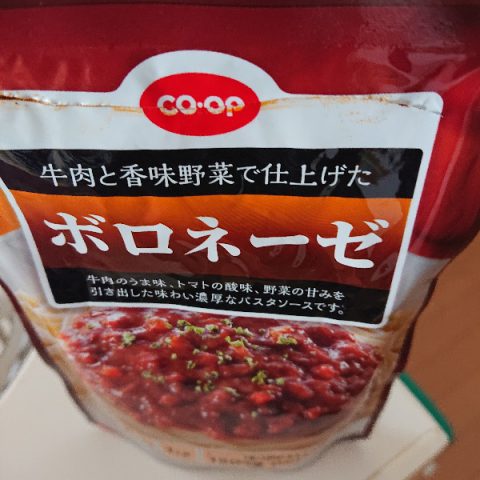 CO·OP
牛肉と香味野菜で仕上げた
ボロネーゼ
牛肉のうま味、トマトの酸味、野菜の甘みを
引き出した味わい濃厚なパスタソースです。